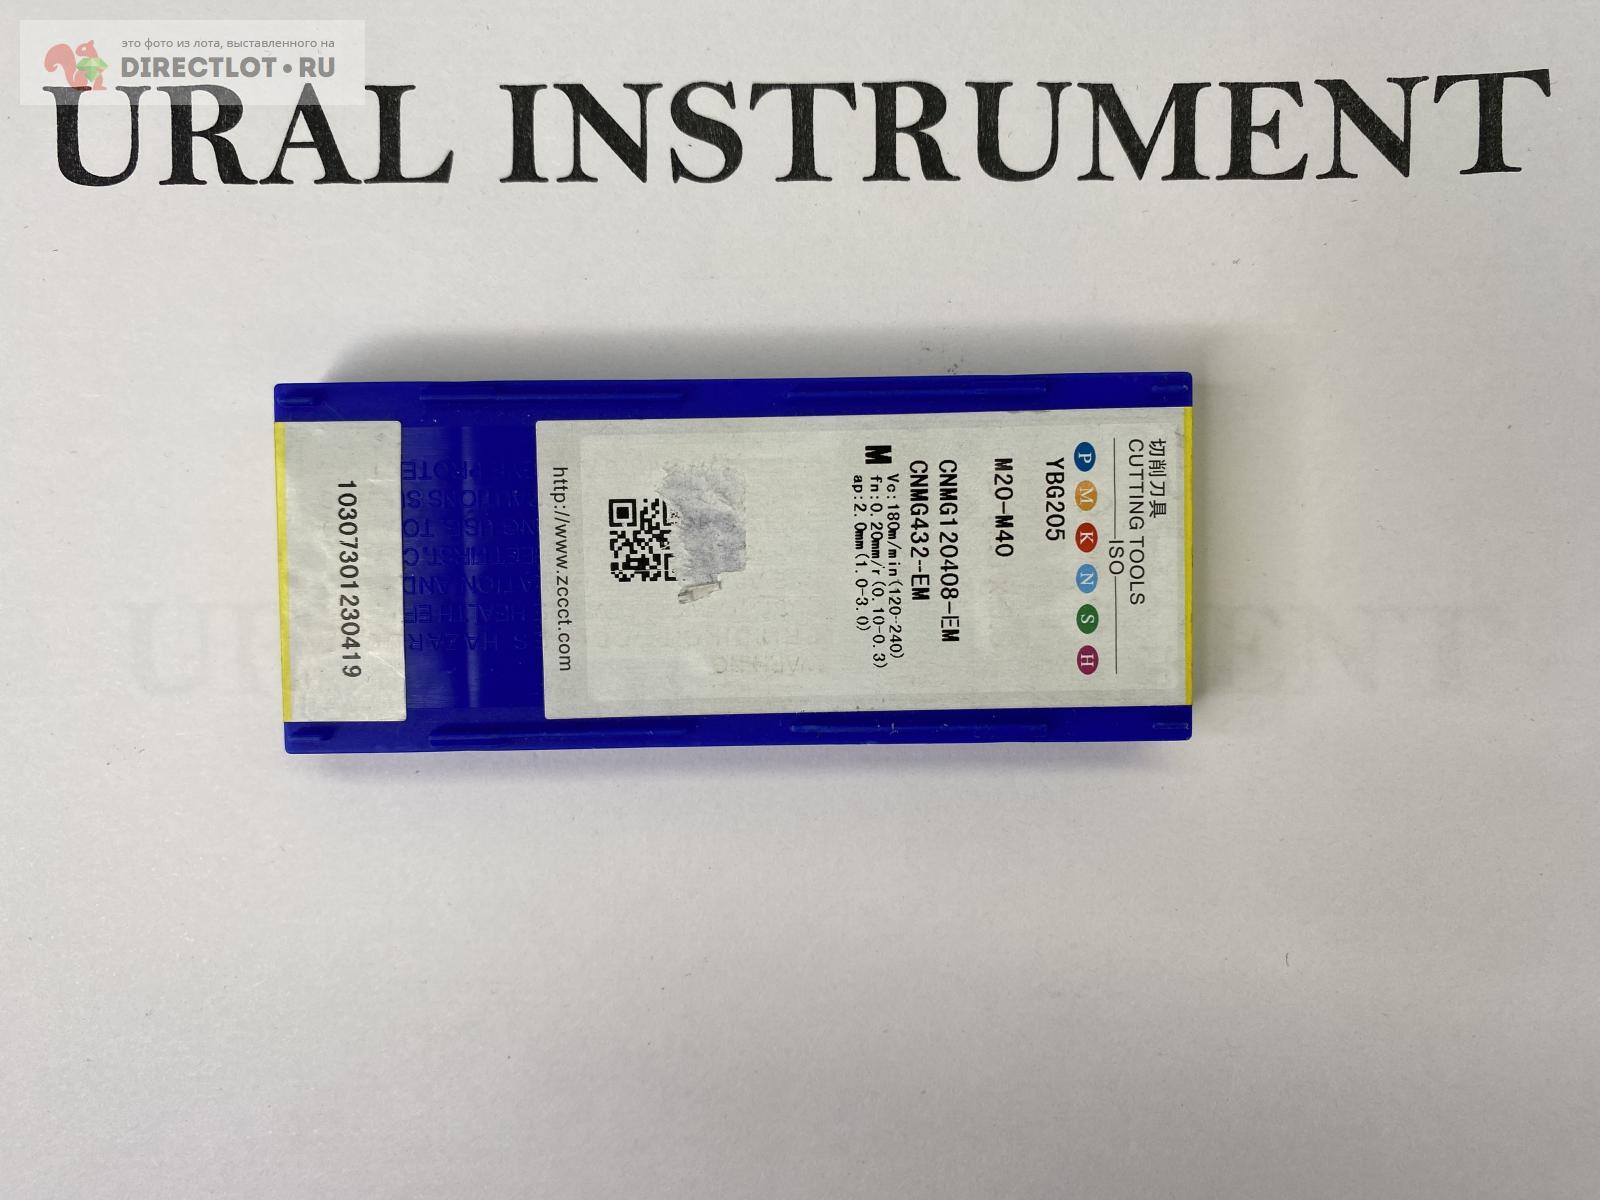 это фото из лота, выставленного на
DIRECTLOT•RU
URAL INSTRUMENT
切削刀具
CUTTING TOOLS
ISO
P M K N S H
YBG205
M20-M40
CNMG120408-EM
CNMG432-EM
M
Vc:180m/min(120-240)
fn:0.20mm/r(0.10-0.3)
ap:2.0mm(1.0-3.0)
http://www.zccct.com
10307301230419